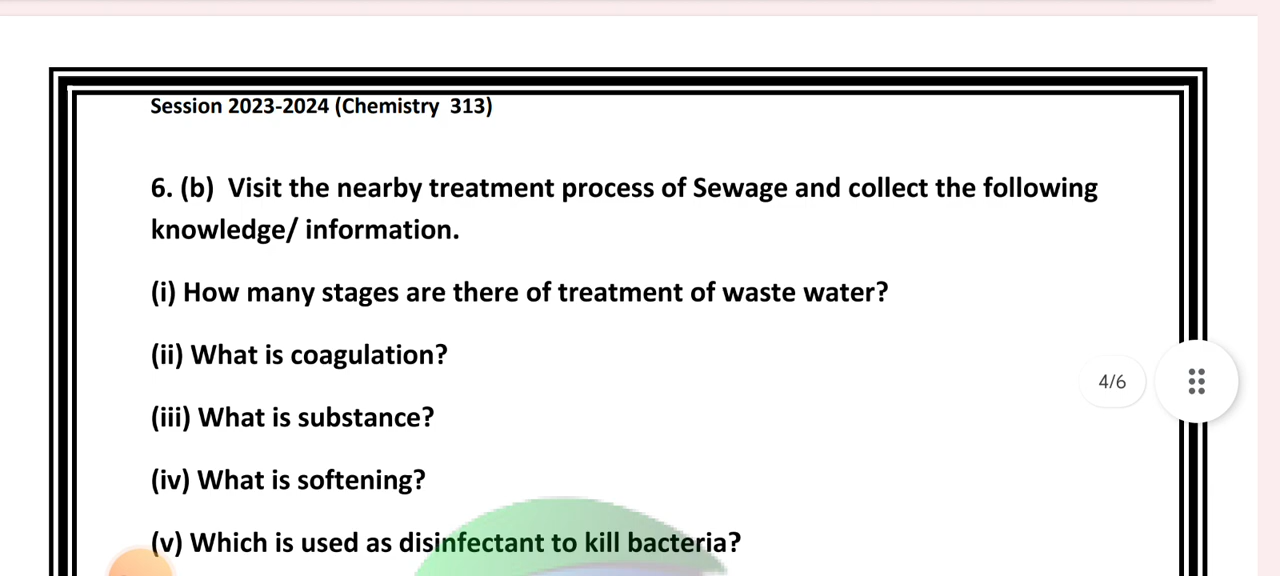 Session 2023-2024 (Chemistry 313)
6. (b) Visit the nearby treatment process of Sewage and collect the following
knowledge/ information.
(i) How many stages are there of treatment of waste water?
(ii) What is coagulation?
4/6
(iii) What is substance?
(iv) What is softening?
(v) Which is used as disinfectant to kill bacteria?